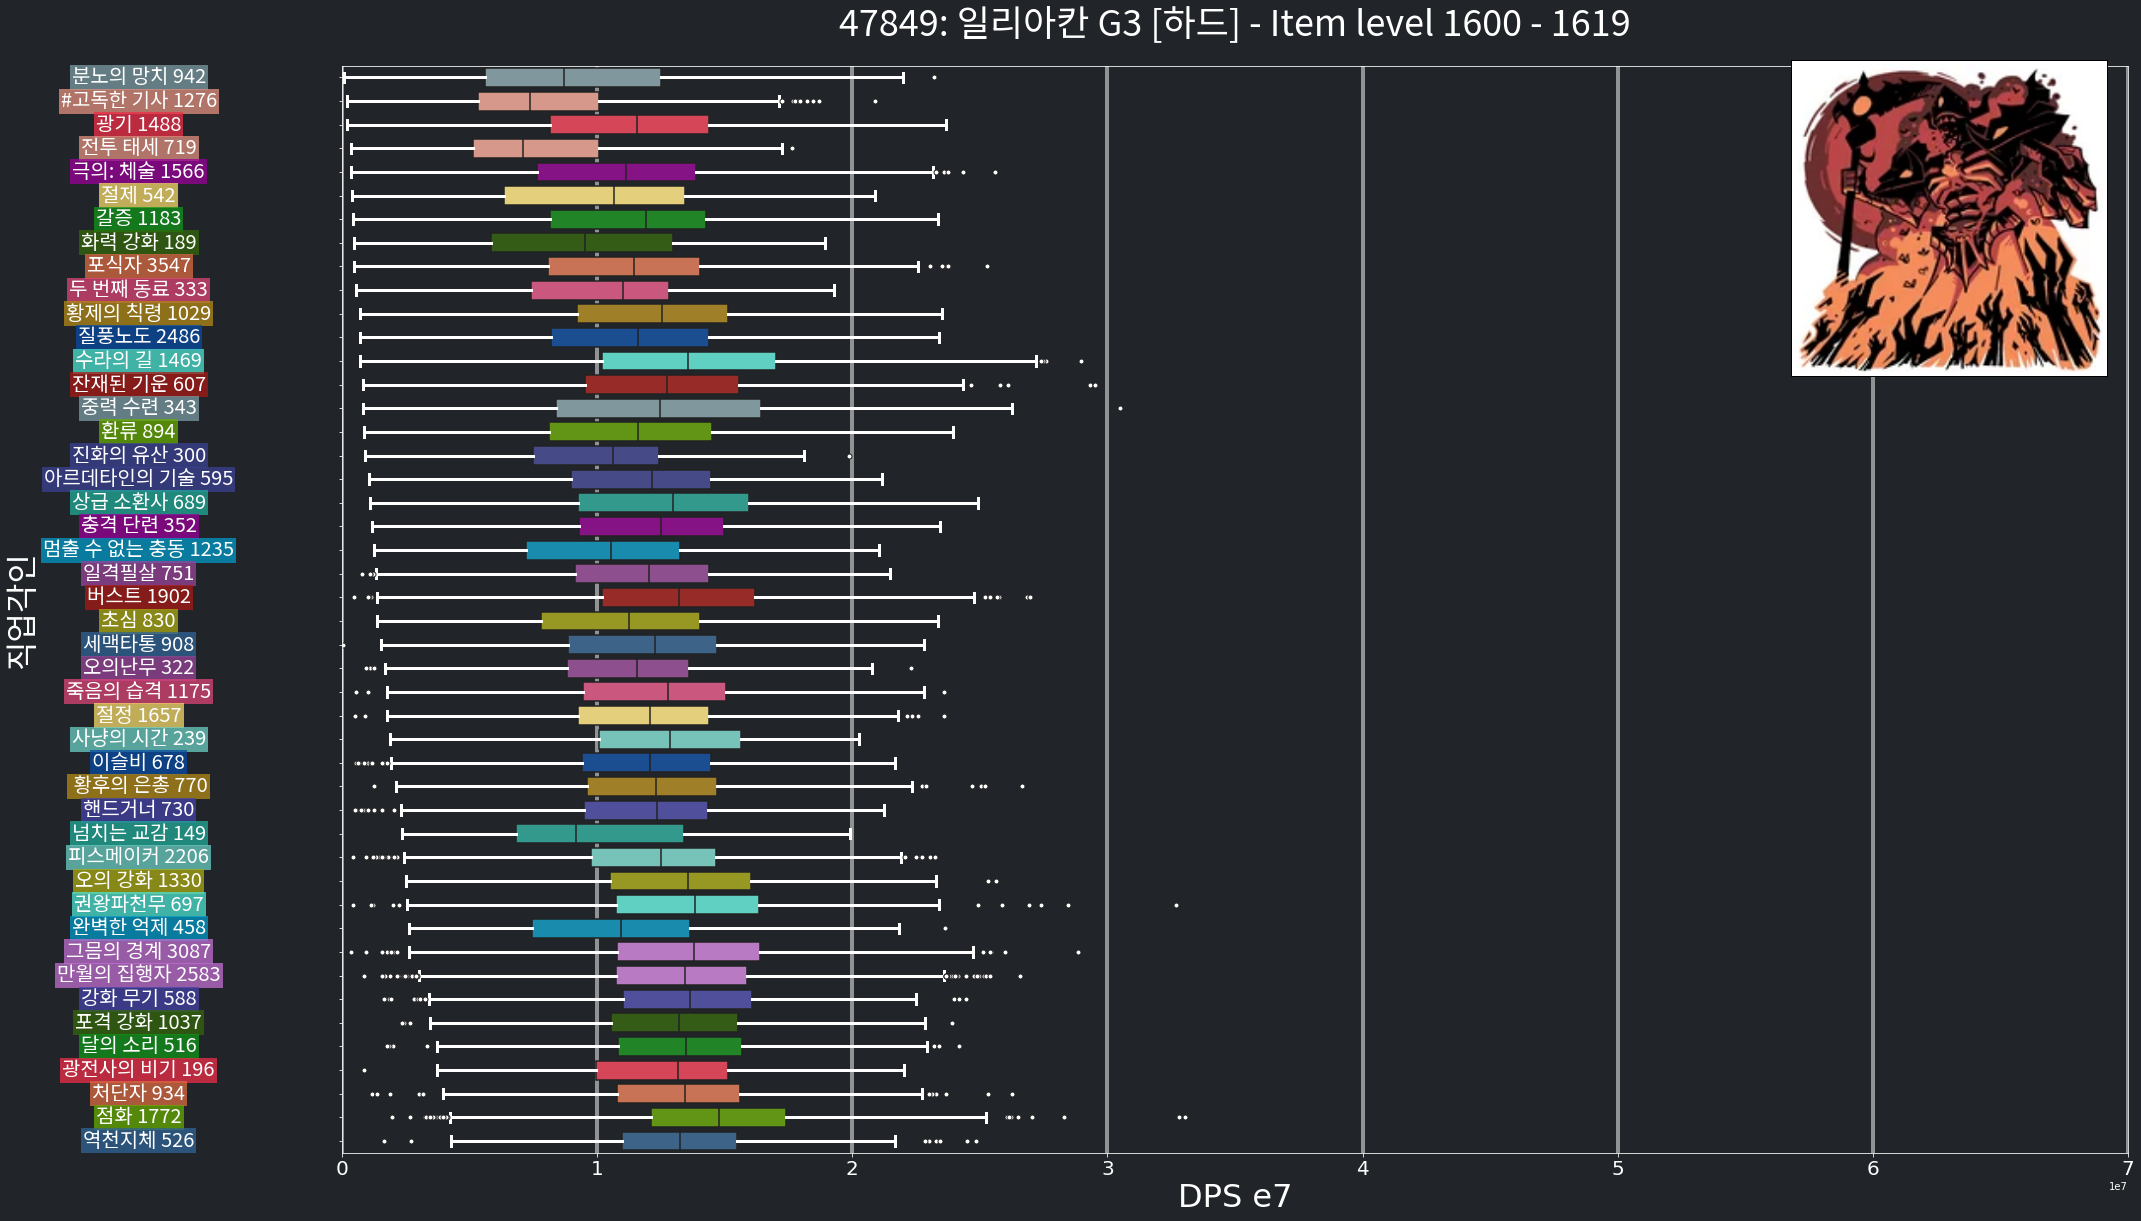 47849: 일리아칸 G3 [하드] - Item level 1600 - 1619
직업각인
분노의 망치 942
#고독한 기사 1276
광기 1488
전투 태세 719
극의: 체술 1566
절제 542
갈증 1183
화력 강화 189
포식자 3547
두 번째 동료 333
황제의 칙령 1029
질풍노도 2486
수라의 길 1469
잔재된 기운 607
중력 수련 343
환류 894
진화의 유산 300
아르데타인의 기술 595
상급 소환사 689
충격 단련 352
멈출 수 없는 충동 1235
일격필살 751
버스트 1902
초심 830
세맥타통 908
오의난무 322
죽음의 습격 1175
절정 1657
사냥의 시간 239
이슬비 678
황후의 은총 770
핸드거너 730
넘치는 교감 149
피스메이커 2206
오의 강화 1330
권왕파천무 697
완벽한 억제 458
그믐의 경계 3087
만월의 집행자 2583
강화 무기 588
포격 강화 1037
달의 소리 516
광전사의 비기 196
처단자 934
점화 1772
역천지체 526
0 1 2 3 4 5 6 7
1e7
DPS e7